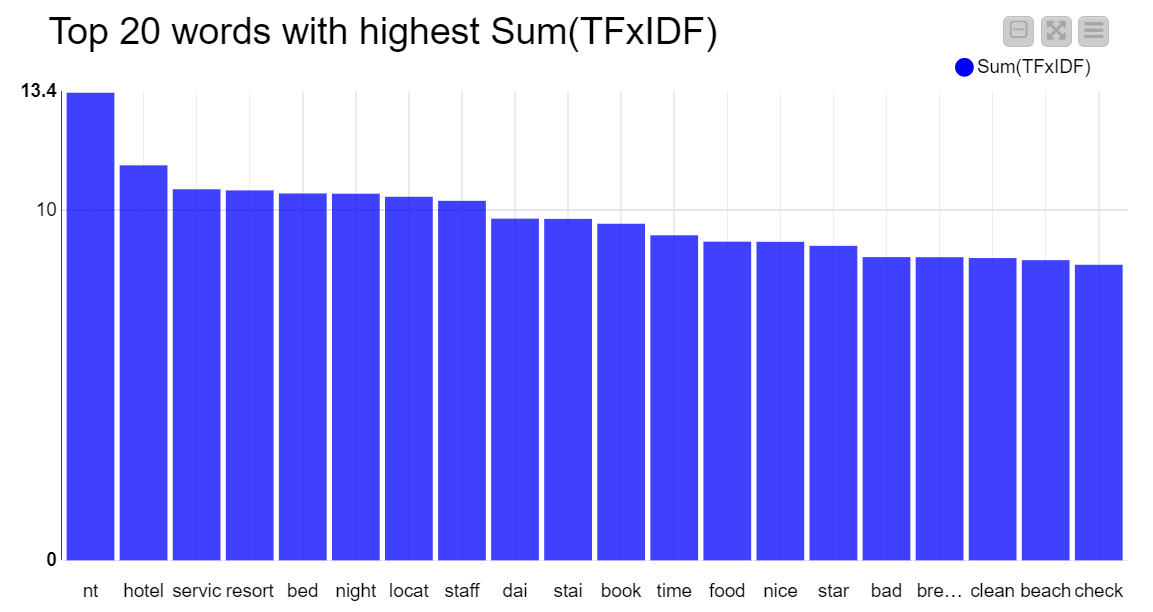 Top 20 words with highest Sum(TFxIDF)
Sum(TFxIDF)
13.4
10
0
nt hotel servic resort bed night locat staff dai stai book time food nice star bad bre… clean beach check